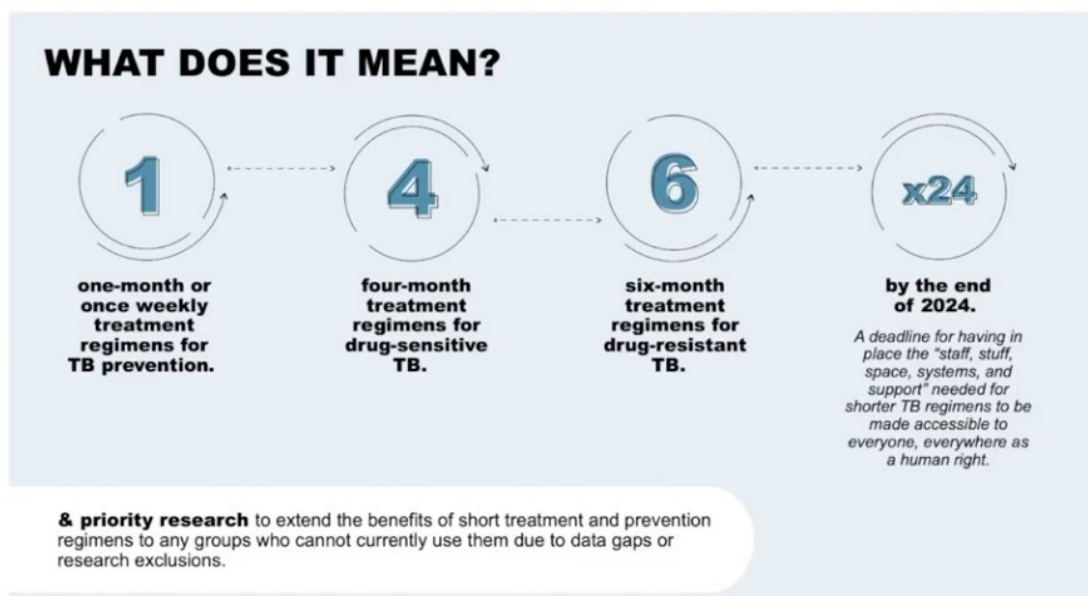 WHAT DOES IT MEAN?
1
one-month or
once weekly
treatment
regimens for
TB prevention.
4
four-month
treatment
regimens for
drug-sensitive
TB.
6
six-month
treatment
regimens for
drug-resistant
TB.
x24
by the end
of 2024.
A deadline for having in
place the "staff, stuff,
space, systems, and
support" needed for
shorter TB regimens to be
made accessible to
everyone, everywhere as
a human right.
& priority research to extend the benefits of short treatment and prevention
regimens to any groups who cannot currently use them due to data gaps or
research exclusions.